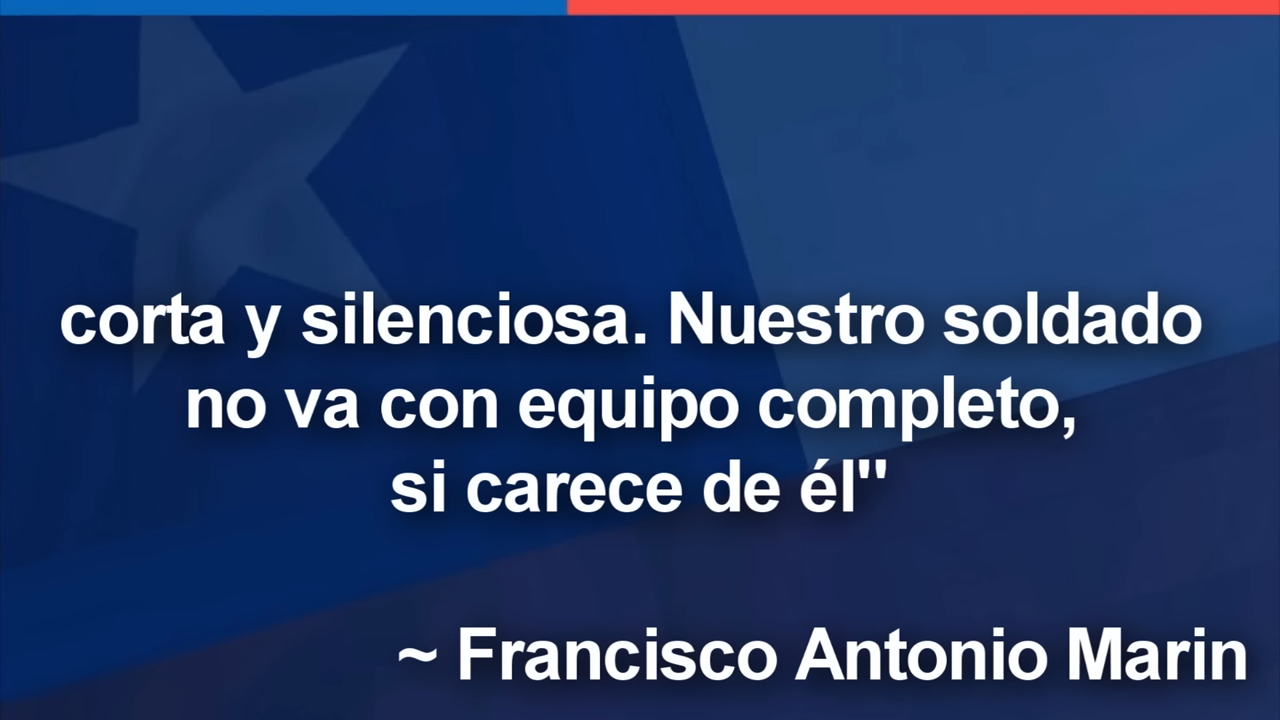 corta y silenciosa. Nuestro soldado
no va con equipo completo,
si carece de él"
~ Francisco Antonio Marin